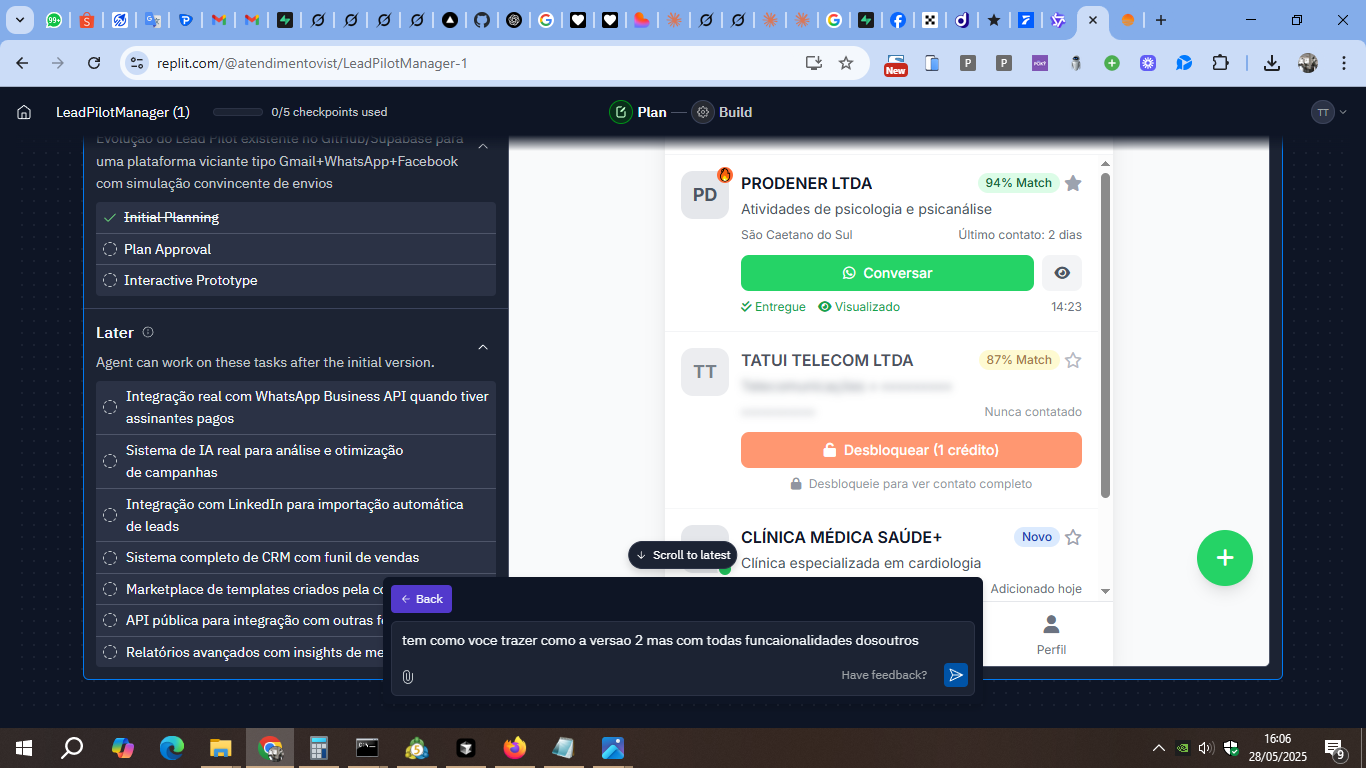 99+
replit.com/@atendimentovist/LeadPilotManager-1
New
P
P
POST
LeadPilotManager (1)
0/5 checkpoints used
Plan
Build
TT
Evolução do Lead Pilot existente no GitHub/Supabase para
uma plataforma viciante tipo Gmail+WhatsApp+Facebook
com simulação convincente de envios
Initial Planning
Plan Approval
Interactive Prototype
Later
Agent can work on these tasks after the initial version.
Integração real com WhatsApp Business API quando tiver
assinantes pagos
Sistema de IA real para análise e otimização
de campanhas
Integração com LinkedIn para importação automática
de leads
Sistema completo de CRM com funil de vendas
Marketplace de templates criados pela co
API pública para integração com outras fe
Relatórios avançados com insights de me
PD
PRODENER LTDA
94% Match
Atividades de psicologia e psicanálise
São Caetano do Sul
Último contato: 2 dias
Conversar
Entregue
Visualizado
14:23
TT
TATUI TELECOM LTDA
87% Match
Nunca contatado
Desbloquear (1 crédito)
Desbloqueie para ver contato completo
CLÍNICA MÉDICA SAÚDE+
Novo
Clínica especializada em cardiologia
Adicionado hoje
Scroll to latest
+
Perfil
Back
tem como voce trazer como a versao 2 mas com todas funcaionalidades dosoutros
Have feedback?
16:06
28/05/2025
9